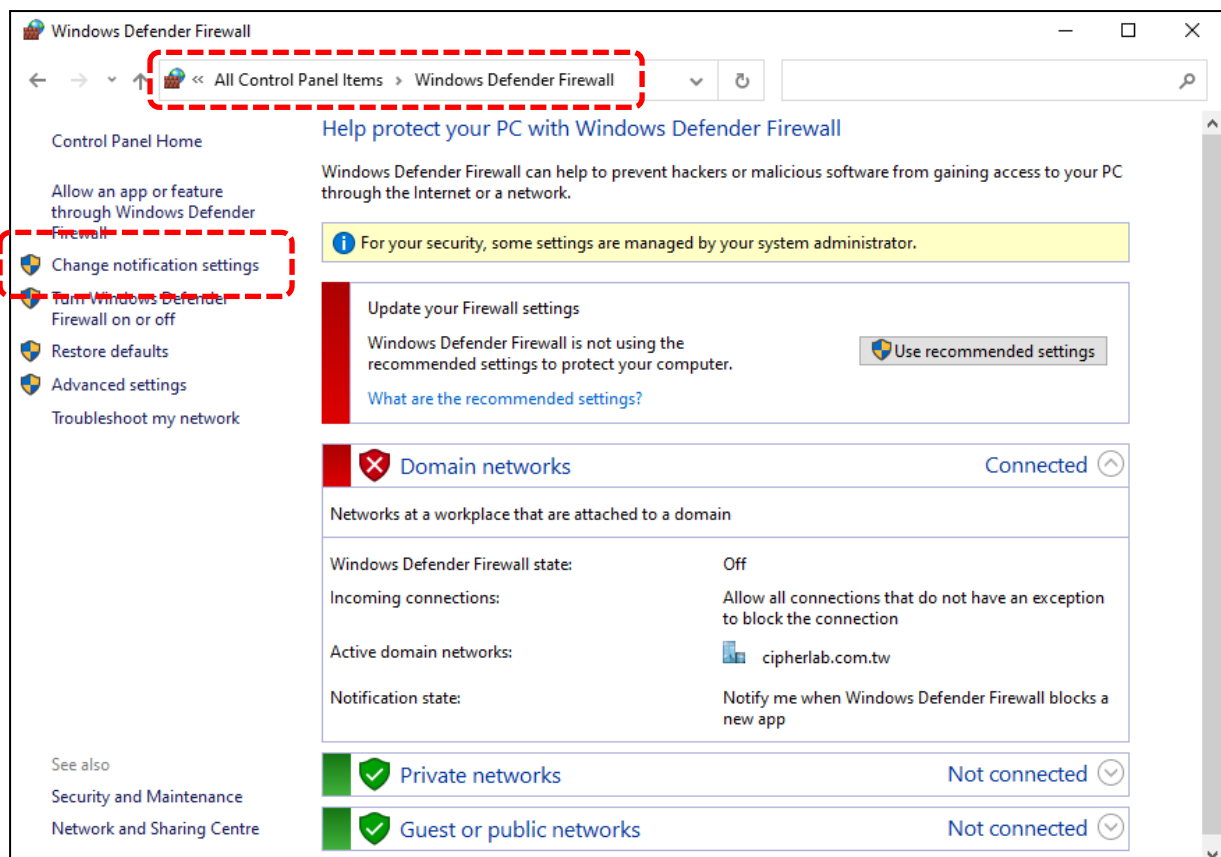 Windows Defender Firewall
« All Control Panel Items > Windows Defender Firewall
Control Panel Home
Allow an app or feature
through Windows Defender
Firewall
Change notification settings
Turn Windows Defender
Firewall on or off
Restore defaults
Advanced settings
Troubleshoot my network
See also
Security and Maintenance
Network and Sharing Centre
Help protect your PC with Windows Defender Firewall
Windows Defender Firewall can help to prevent hackers or malicious software from gaining access to your PC
through the Internet or a network.
For your security, some settings are managed by your system administrator.
Update your Firewall settings
Windows Defender Firewall is not using the
recommended settings to protect your computer.
Use recommended settings
What are the recommended settings?
Domain networks Connected
Networks at a workplace that are attached to a domain
Windows Defender Firewall state: Off
Incoming connections: Allow all connections that do not have an exception
to block the connection
Active domain networks: cipherlab.com.tw
Notification state: Notify me when Windows Defender Firewall blocks a
new app
Private networks Not connected
Guest or public networks Not connected